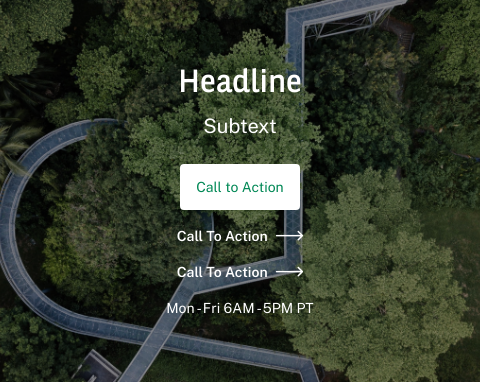 Headline
Subtext
Call to Action
Call To Action
Call To Action
Mon - Fri 6AM - 5PM PT